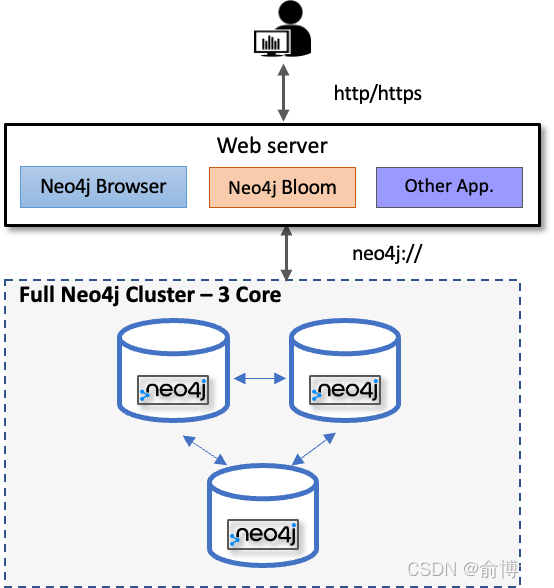 http/https
Web server
Neo4j Browser
Neo4j Bloom
Other App.
neo4j://
Full Neo4j Cluster – 3 Core
neo4j
neo4j
neo4j
CSDN @俞博